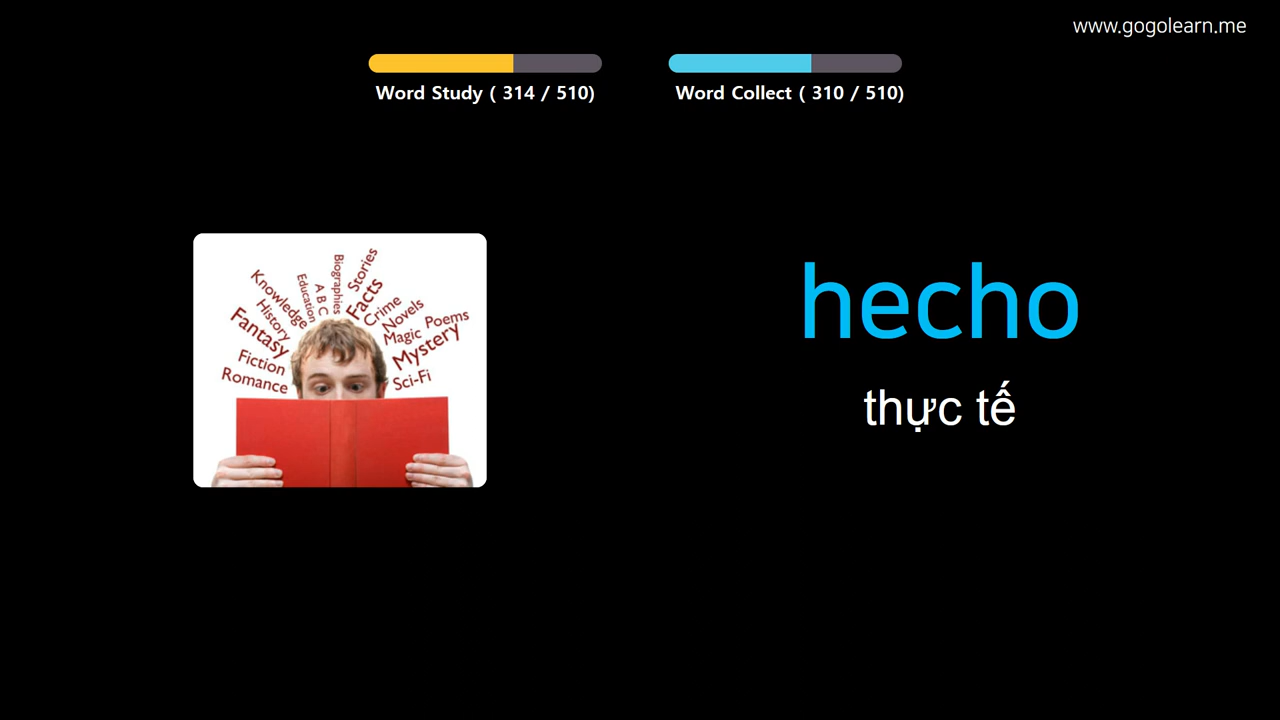 www.gogolearn.me
Word Study ( 314 / 510)
Word Collect ( 310 / 510)
Biographies
Stories
Knowledge
Education
A B C
Facts
History
Crime
Novels
Fantasy
Magic
Poems
Fiction
Mystery
Romance
Sci-Fi
hecho
thực tế